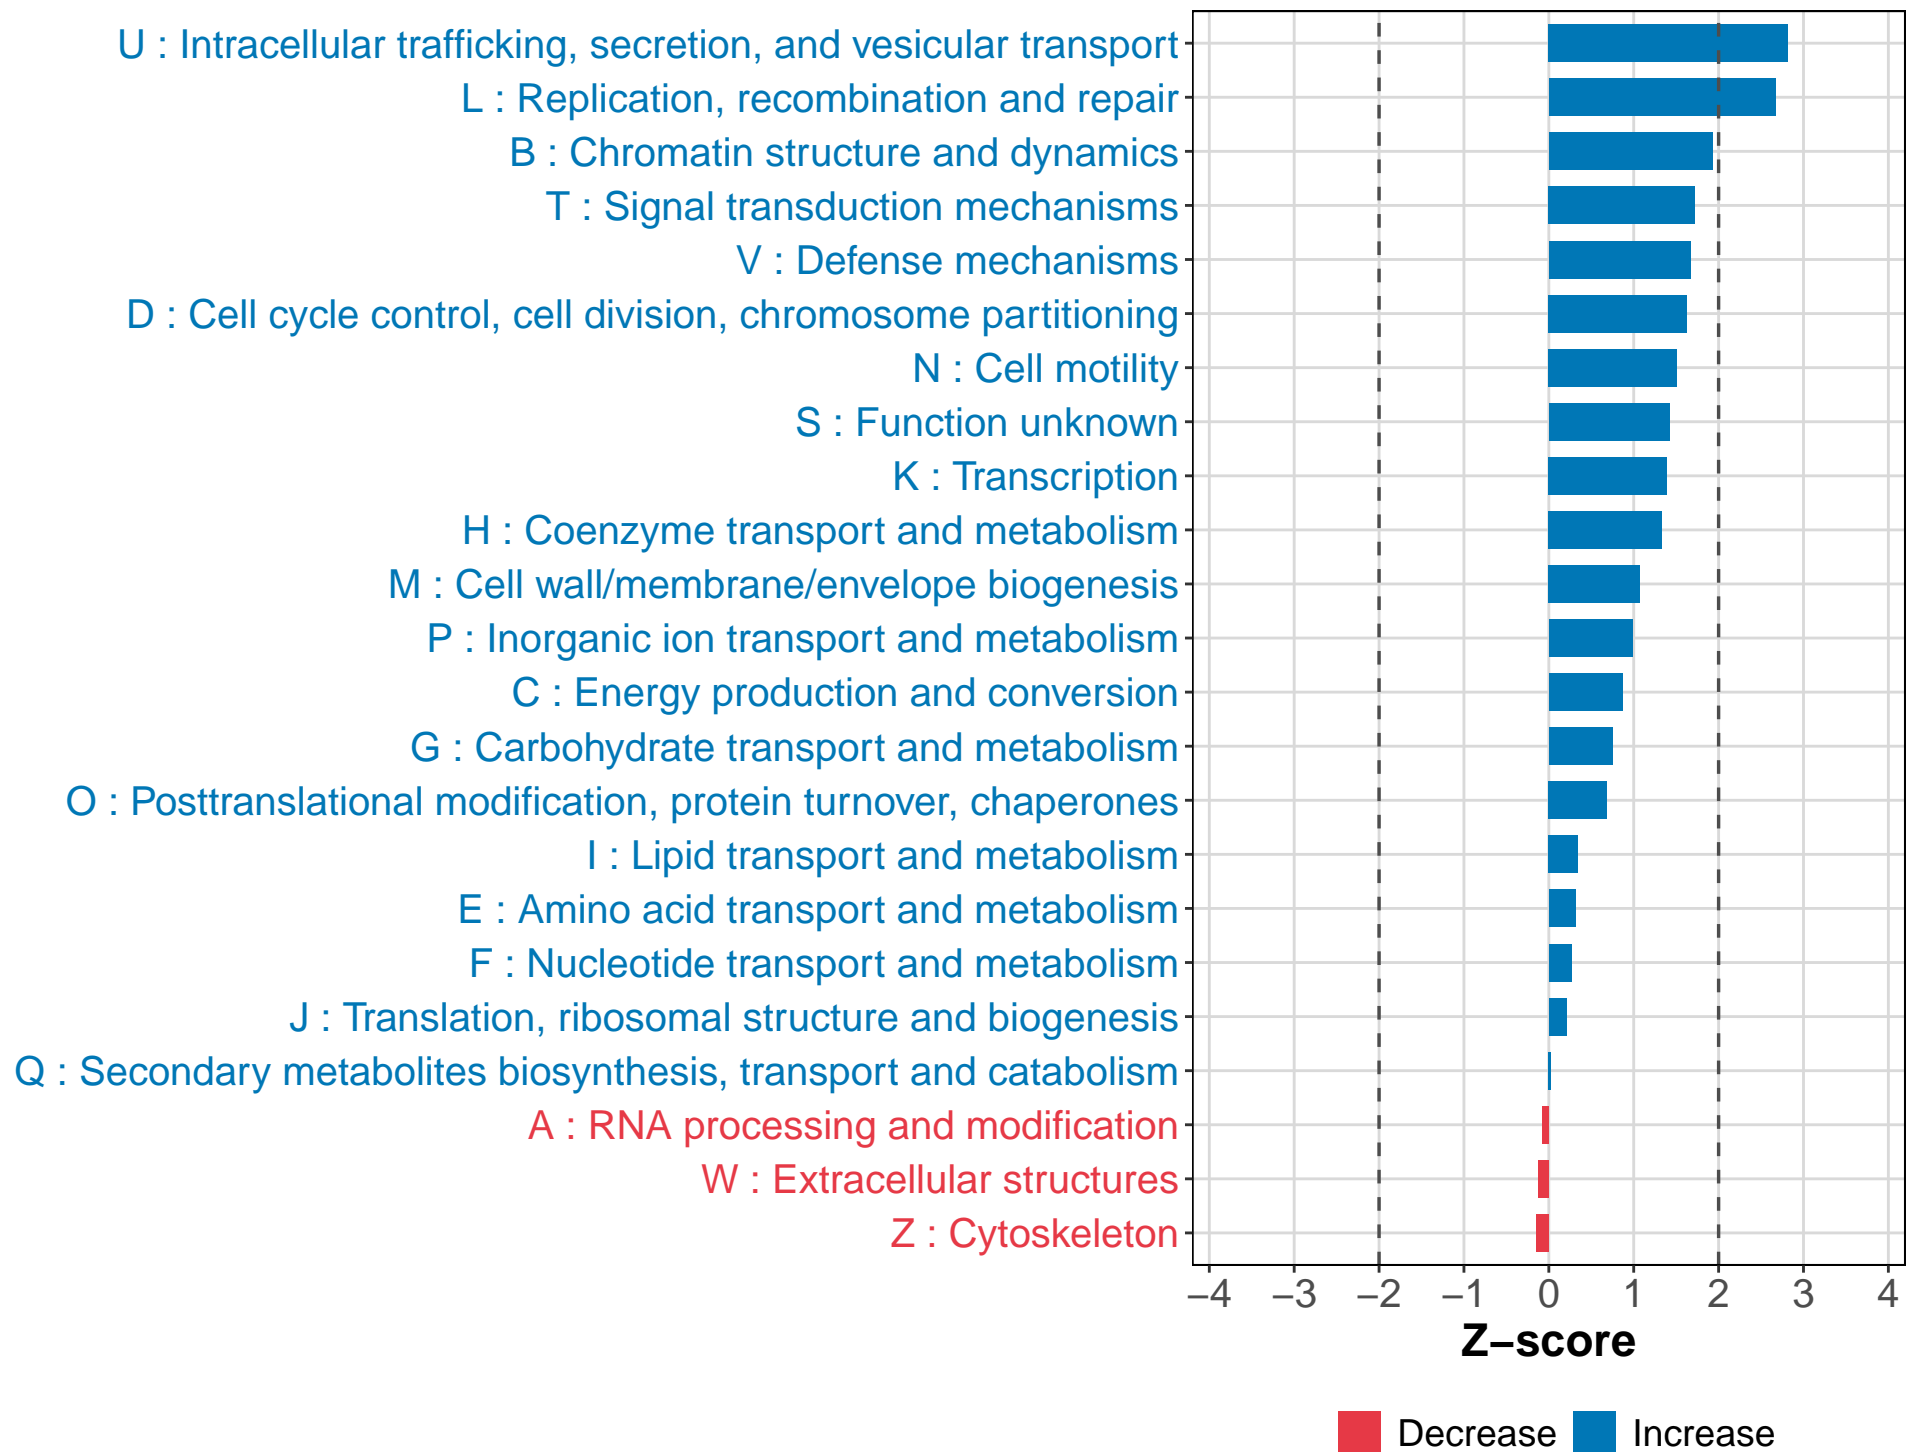 U : Intracellular trafficking, secretion, and vesicular transport
L : Replication, recombination and repair
B : Chromatin structure and dynamics
T : Signal transduction mechanisms
V : Defense mechanisms
D : Cell cycle control, cell division, chromosome partitioning
N : Cell motility
S : Function unknown
K : Transcription
H : Coenzyme transport and metabolism
M : Cell wall/membrane/envelope biogenesis
P : Inorganic ion transport and metabolism
C : Energy production and conversion
G : Carbohydrate transport and metabolism
O : Posttranslational modification, protein turnover, chaperones
I : Lipid transport and metabolism
E : Amino acid transport and metabolism
F : Nucleotide transport and metabolism
J : Translation, ribosomal structure and biogenesis
Q : Secondary metabolites biosynthesis, transport and catabolism
A : RNA processing and modification
W : Extracellular structures
Z : Cytoskeleton
−4 −3 −2 −1 0 1 2 3 4
Z−score
Decrease Increase